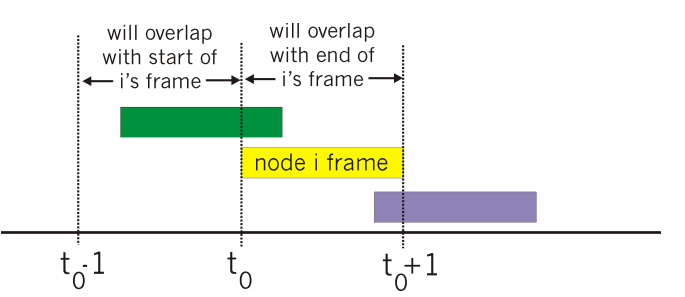 will overlap
with start of
i's frame
will overlap
with end of
i's frame
node i frame
t0-1
t0
t0+1